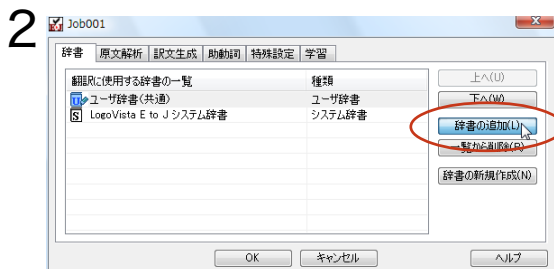 2
Job001
辞書 原文解析 訳文生成 助動詞 特殊設定 学習
翻訳に使用する辞書の一覧 種類
ユーザ辞書(共通) ユーザ辞書
LogoVista E to J システム辞書 システム辞書
上へ(U)
下へ(W)
辞書の追加(L)
一覧から削除(R)
辞書の新規作成(N)
OK キャンセル ヘルプ